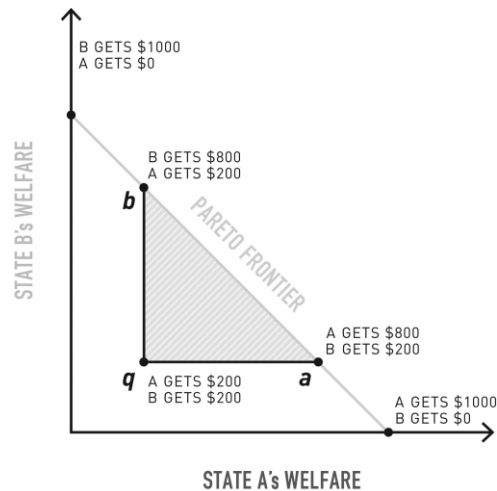 B GETS $1000
A GETS $0
STATE B's WELFARE
B GETS $800
A GETS $200
b
PARETO FRONTIER
A GETS $800
B GETS $200
q
A GETS $200
B GETS $200
a
A GETS $1000
B GETS $0
STATE A's WELFARE